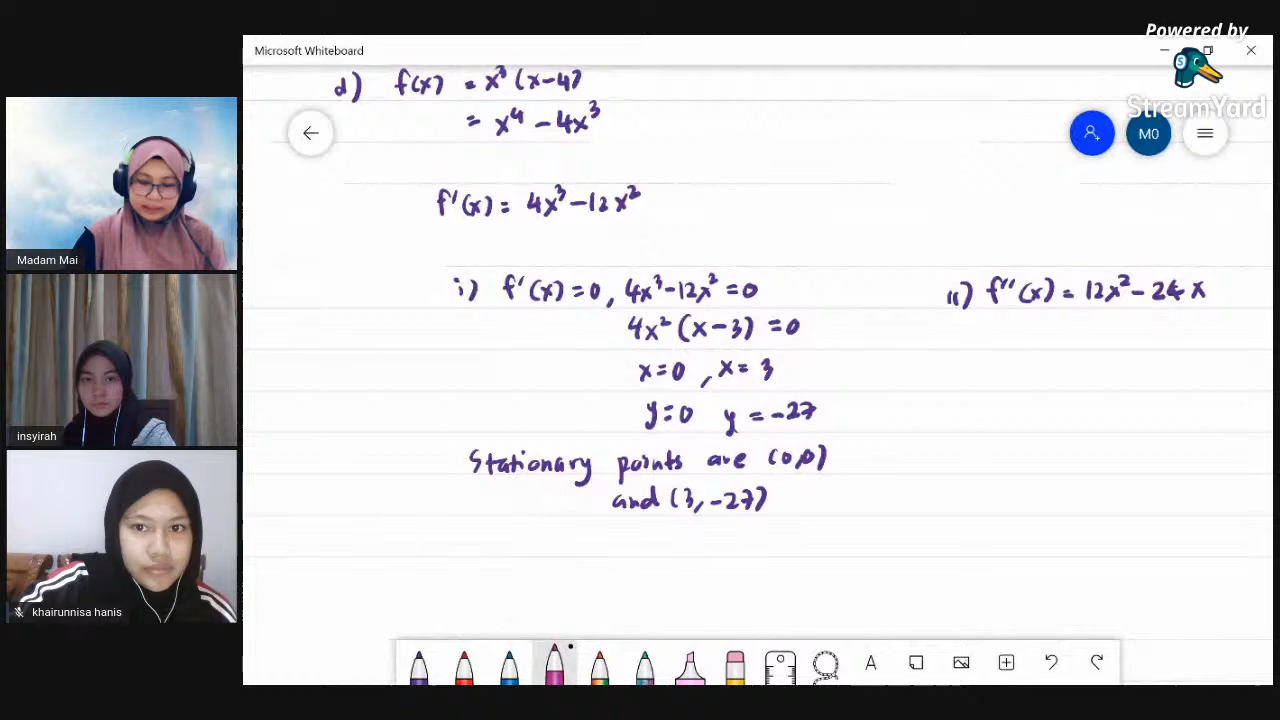 Powered by
StreamYard
Microsoft Whiteboard
M0
d) f(x) = x³ (x-4)
= x⁴ - 4x³
f'(x) = 4x³ - 12x²
i) f'(x) = 0, 4x³-12x² = 0
4x² (x-3) = 0
x=0, x=3
y=0 y = -27
Stationary points are (0,0)
and (3,-27)
ii) f''(x) = 12x² - 24x
Madam Mai
insyirah
khairunnisa hanis
A